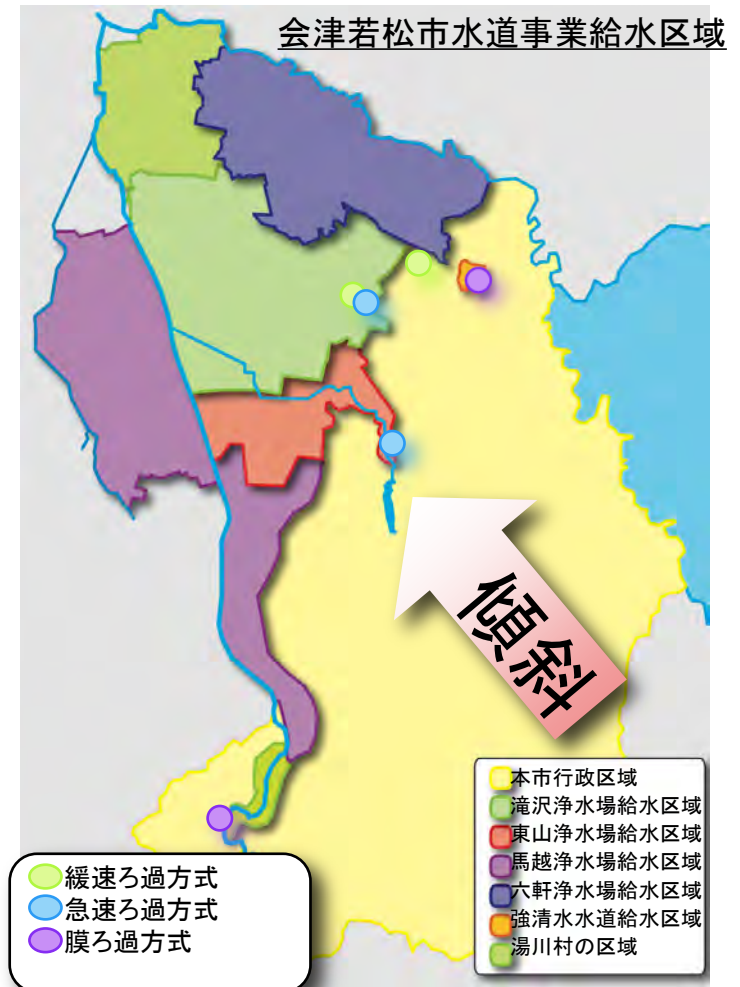 会津若松市水道事業給水区域
傾斜
本市行政区域
滝沢浄水場給水区域
東山浄水場給水区域
馬越浄水場給水区域
六軒浄水場給水区域
強清水水道給水区域
湯川村の区域
緩速ろ過方式
急速ろ過方式
膜ろ過方式